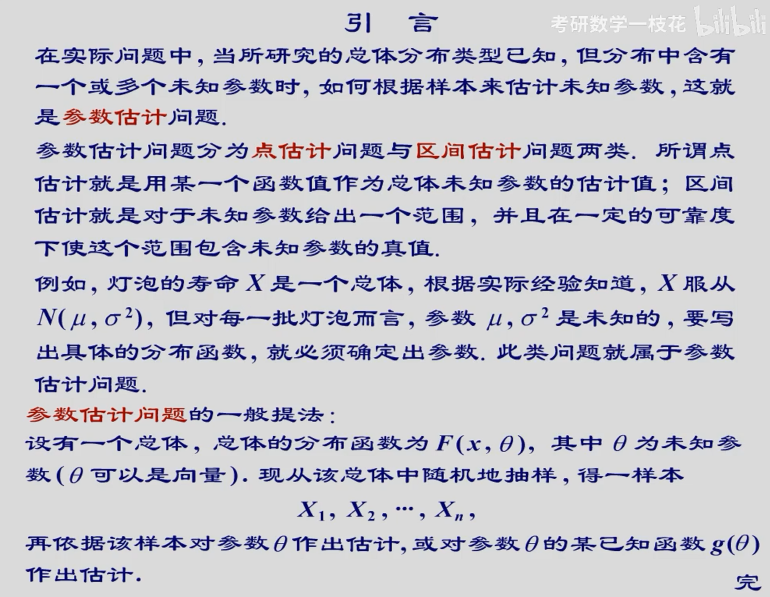 引 言
考研数学一枝花 bilibili
在实际问题中, 当所研究的总体分布类型已知, 但分布中含有
一个或多个未知参数时, 如何根据样本来估计未知参数, 这就
是参数估计问题.
参数估计问题分为点估计问题与区间估计问题两类. 所谓点
估计就是用某一个函数值作为总体未知参数的估计值; 区间
估计就是对于未知参数给出一个范围, 并且在一定的可靠度
下使这个范围包含未知参数的真值.
例如, 灯泡的寿命 X 是一个总体, 根据实际经验知道, X 服从
N(μ, σ²), 但对每一批灯泡而言, 参数 μ, σ² 是未知的, 要写
出具体的分布函数, 就必须确定出参数. 此类问题就属于参数
估计问题.
参数估计问题的一般提法:
设有一个总体, 总体的分布函数为 F(x, θ), 其中 θ 为未知参
数(θ 可以是向量). 现从该总体中随机地抽样, 得一样本
X₁, X₂, ⋯, Xₙ,
再依据该样本对参数θ作出估计, 或对参数θ的某已知函数 g(θ)
作出估计.
完